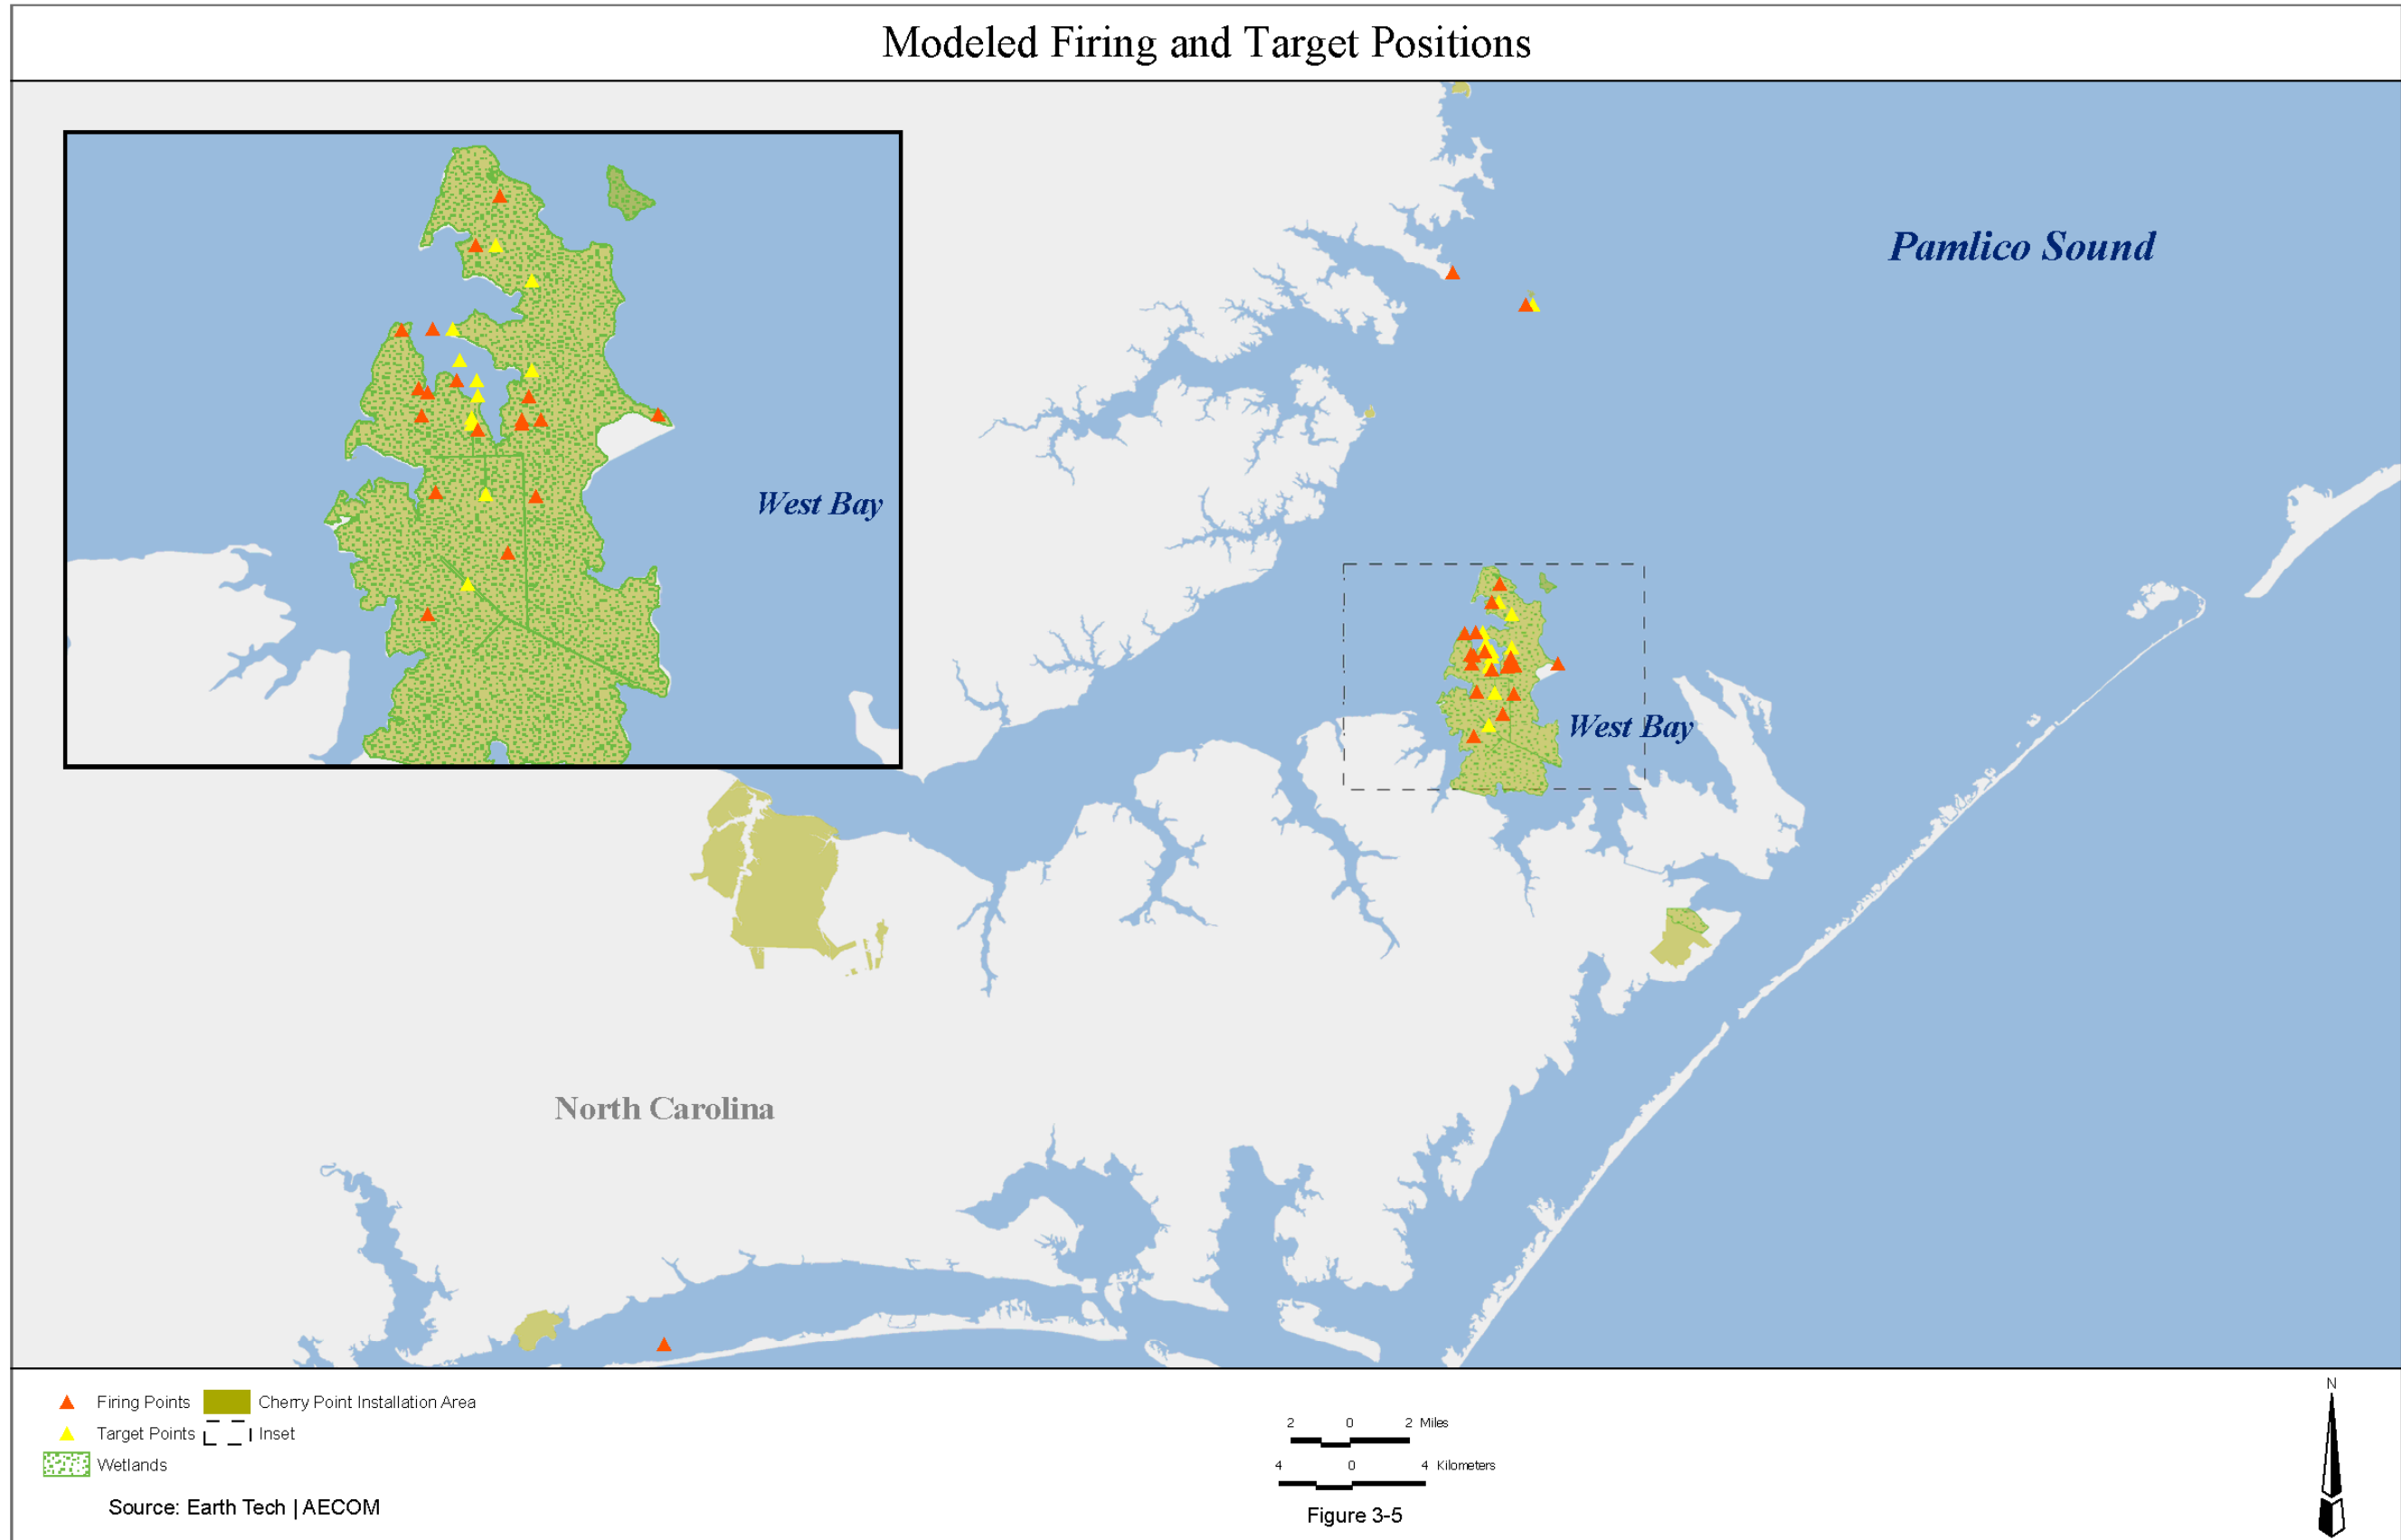 Modeled Firing and Target Positions
Pamlico Sound
West Bay
West Bay
North Carolina
Firing Points
Cherry Point Installation Area
Target Points
Inset
Wetlands
Source: Earth Tech | AECOM
2 0 2 Miles
4 0 4 Kilometers
Figure 3-5
N